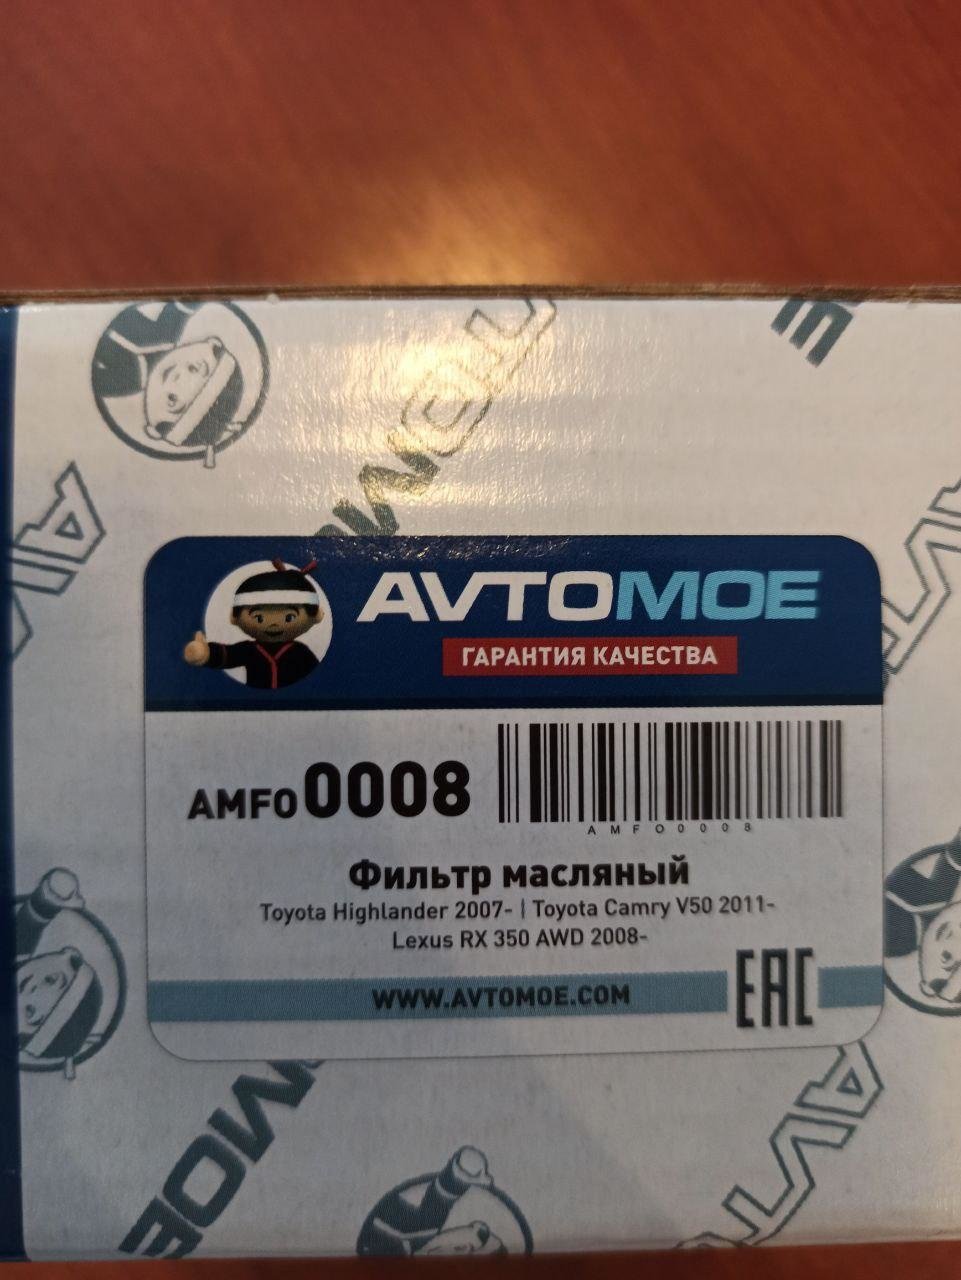 AVTOMOE
ГАРАНТИЯ КАЧЕСТВА
AMFO0008
AMFO0008
Фильтр масляный
Toyota Highlander 2007- | Toyota Camry V50 2011-
Lexus RX 350 AWD 2008-
WWW.AVTOMOE.COM
EAC